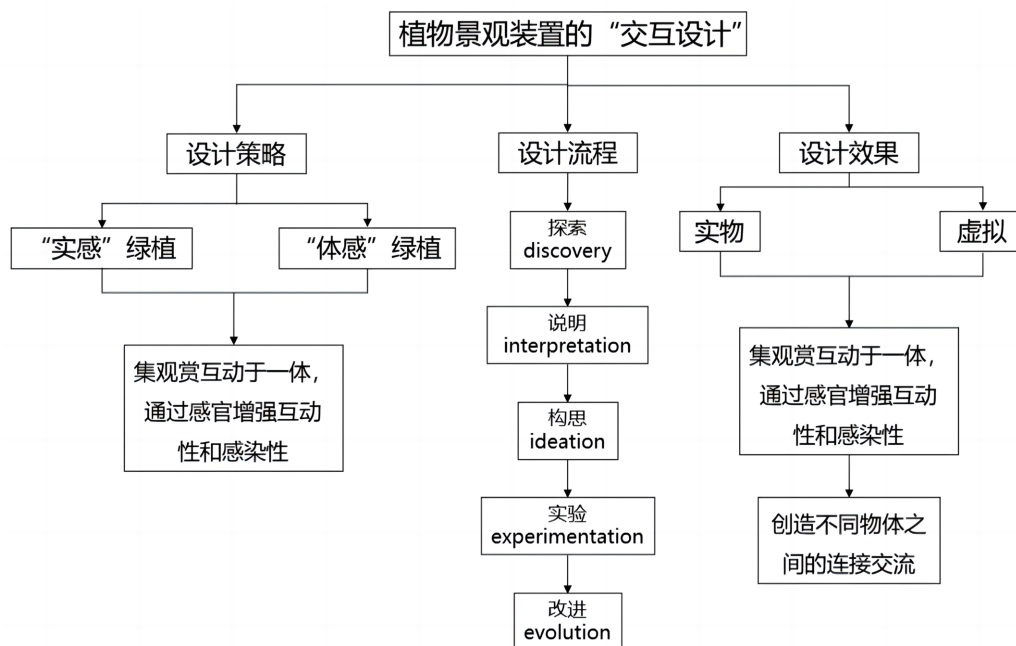 植物景观装置的“交互设计”
设计策略
设计流程
设计效果
“实感”绿植
“体感”绿植
探索
discovery
实物
虚拟
说明
interpretation
集观赏互动于一体，
通过感官增强互动
性和感染性
集观赏互动于一体，
通过感官增强互动
性和感染性
构思
ideation
实验
experimentation
创造不同物体之
间的连接交流
改进
evolution